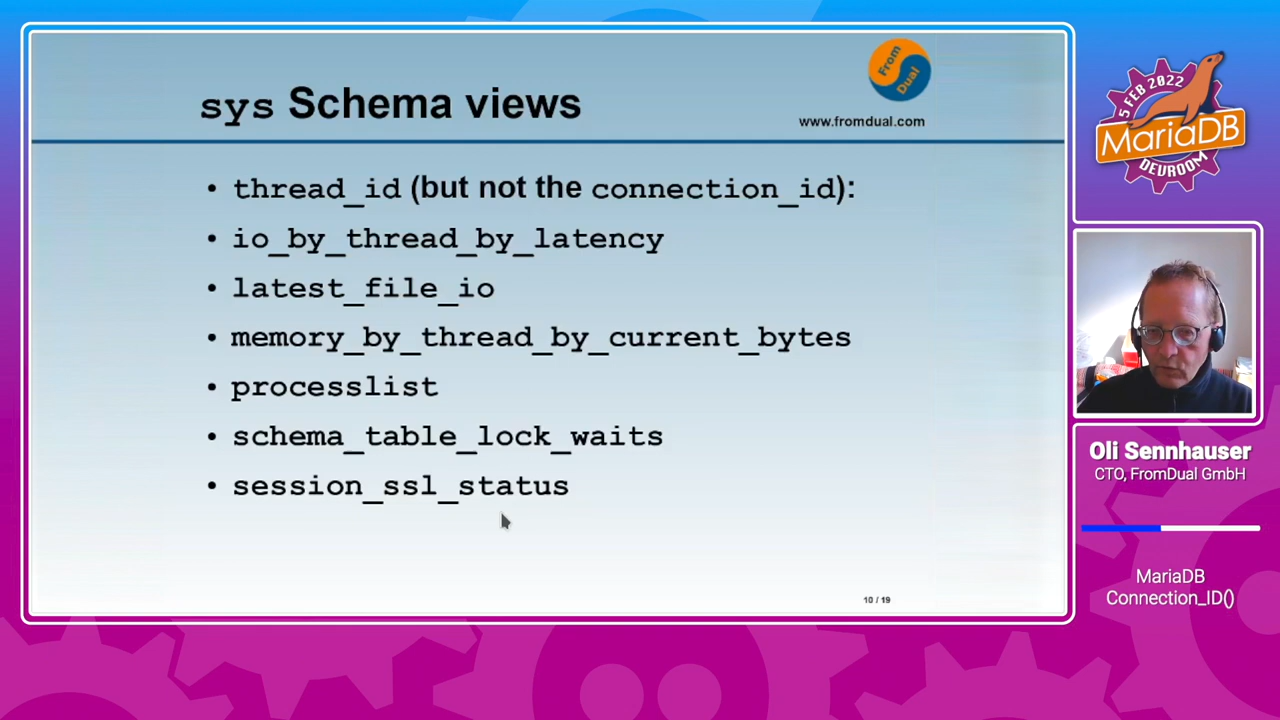 sys Schema views
From
Dual
www.fromdual.com
• thread_id (but not the connection_id):
• io_by_thread_by_latency
• latest_file_io
• memory_by_thread_by_current_bytes
• processlist
• schema_table_lock_waits
• session_ssl_status
10 / 19
5 FEB 2022
MariaDB
DEVROOM
Oli Sennhauser
CTO, FromDual GmbH
MariaDB
Connection_ID()